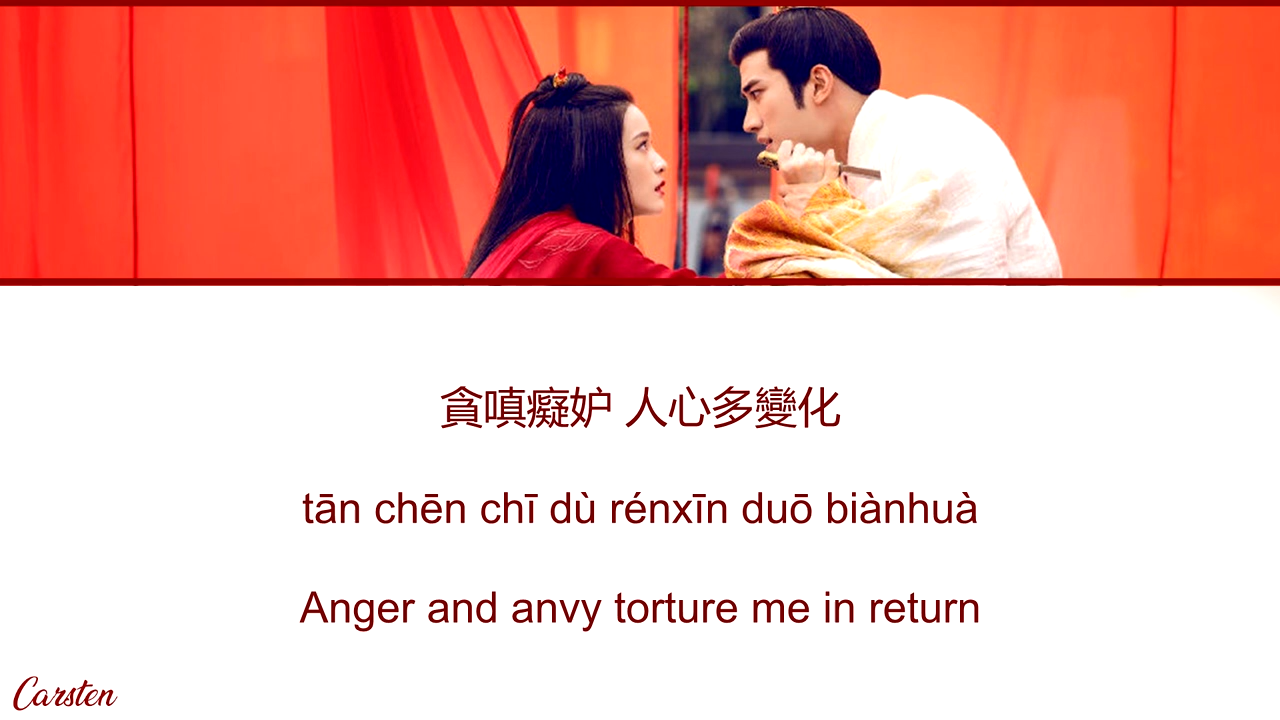 貪嗔癡妒 人心多變化
tān chēn chī dù rénxīn duō biànhuà
Anger and anvy torture me in return
Carsten